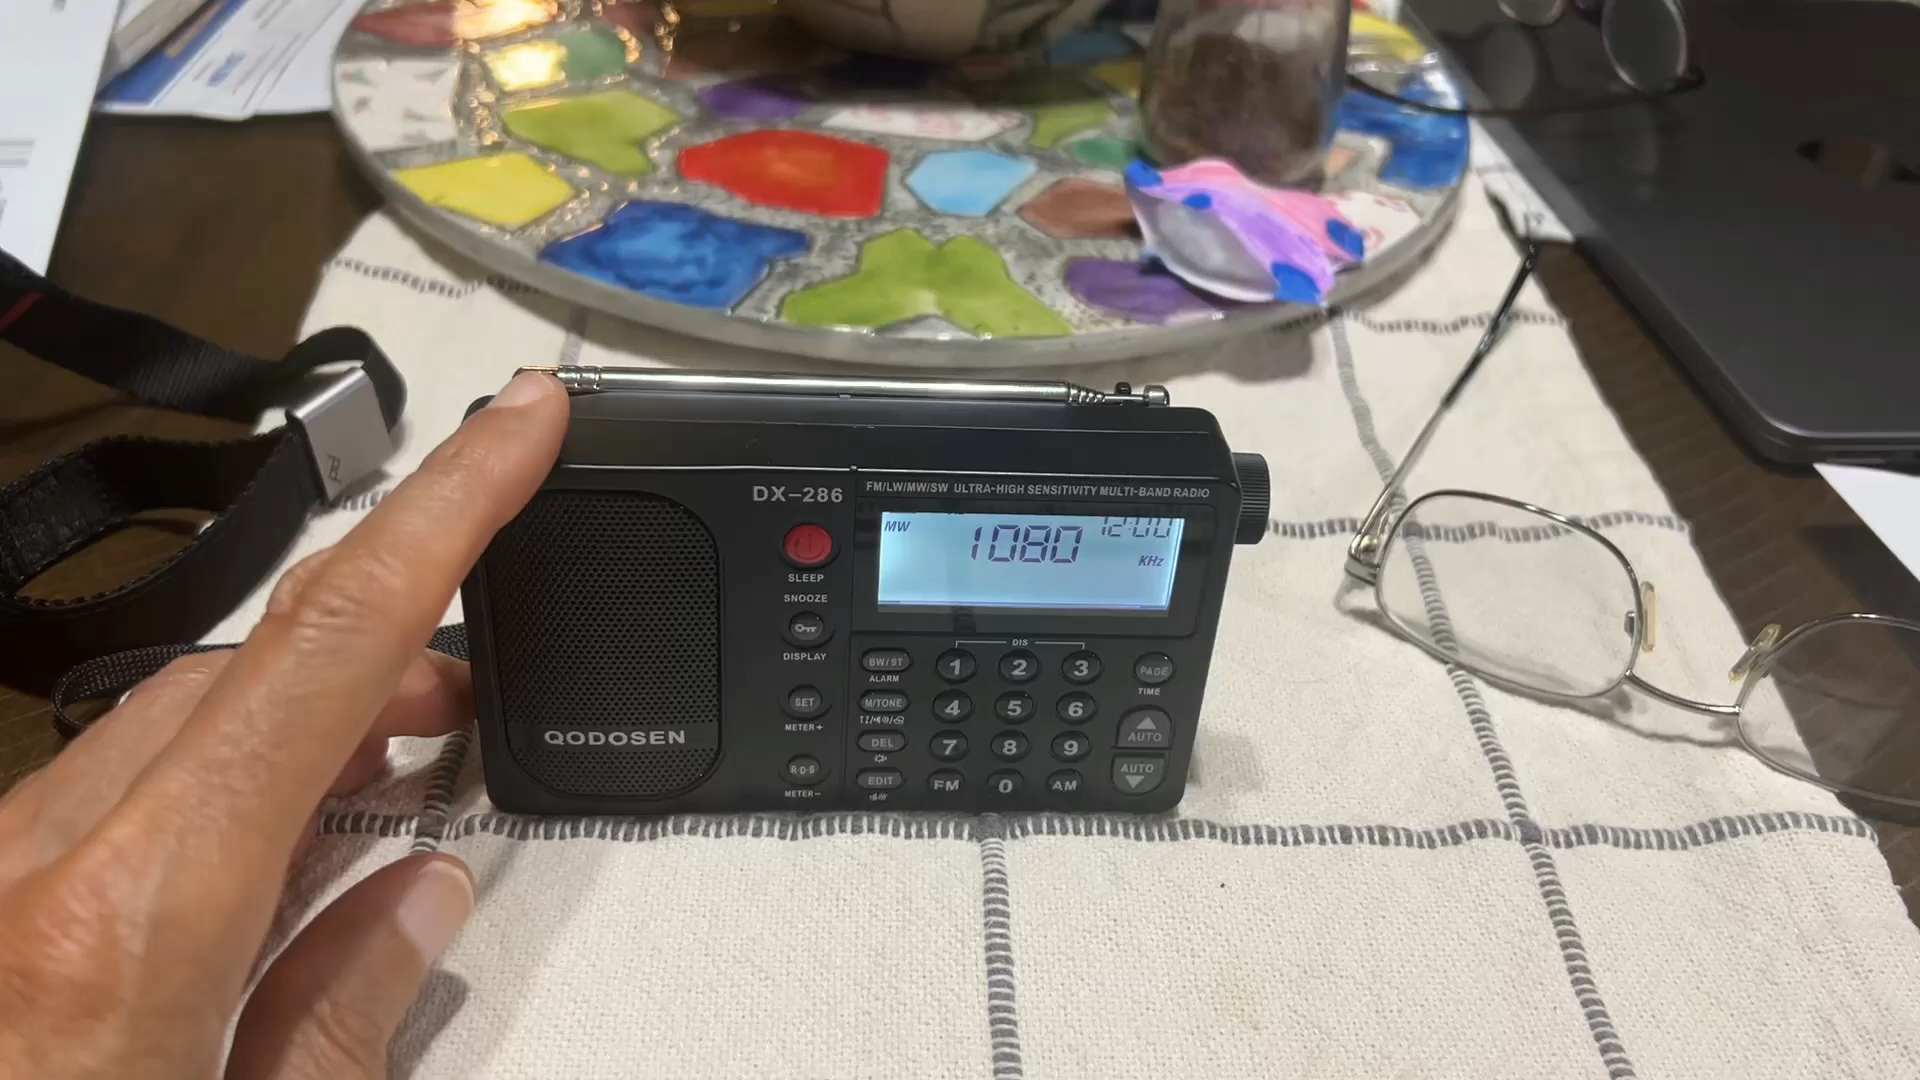 DX-286
FM/LW/MW/SW ULTRA-HIGH SENSITIVITY MULTI-BAND RADIO
MW
1080
12:00
KHz
SLEEP
SNOOZE
DISPLAY
SET
METER+
R·D·S
METER-
BW/ST
ALARM
M/TONE
DEL
EDIT
DIS
1 2 3
4 5 6
7 8 9
FM 0 AM
PAGE
TIME
AUTO
AUTO
QODOSEN